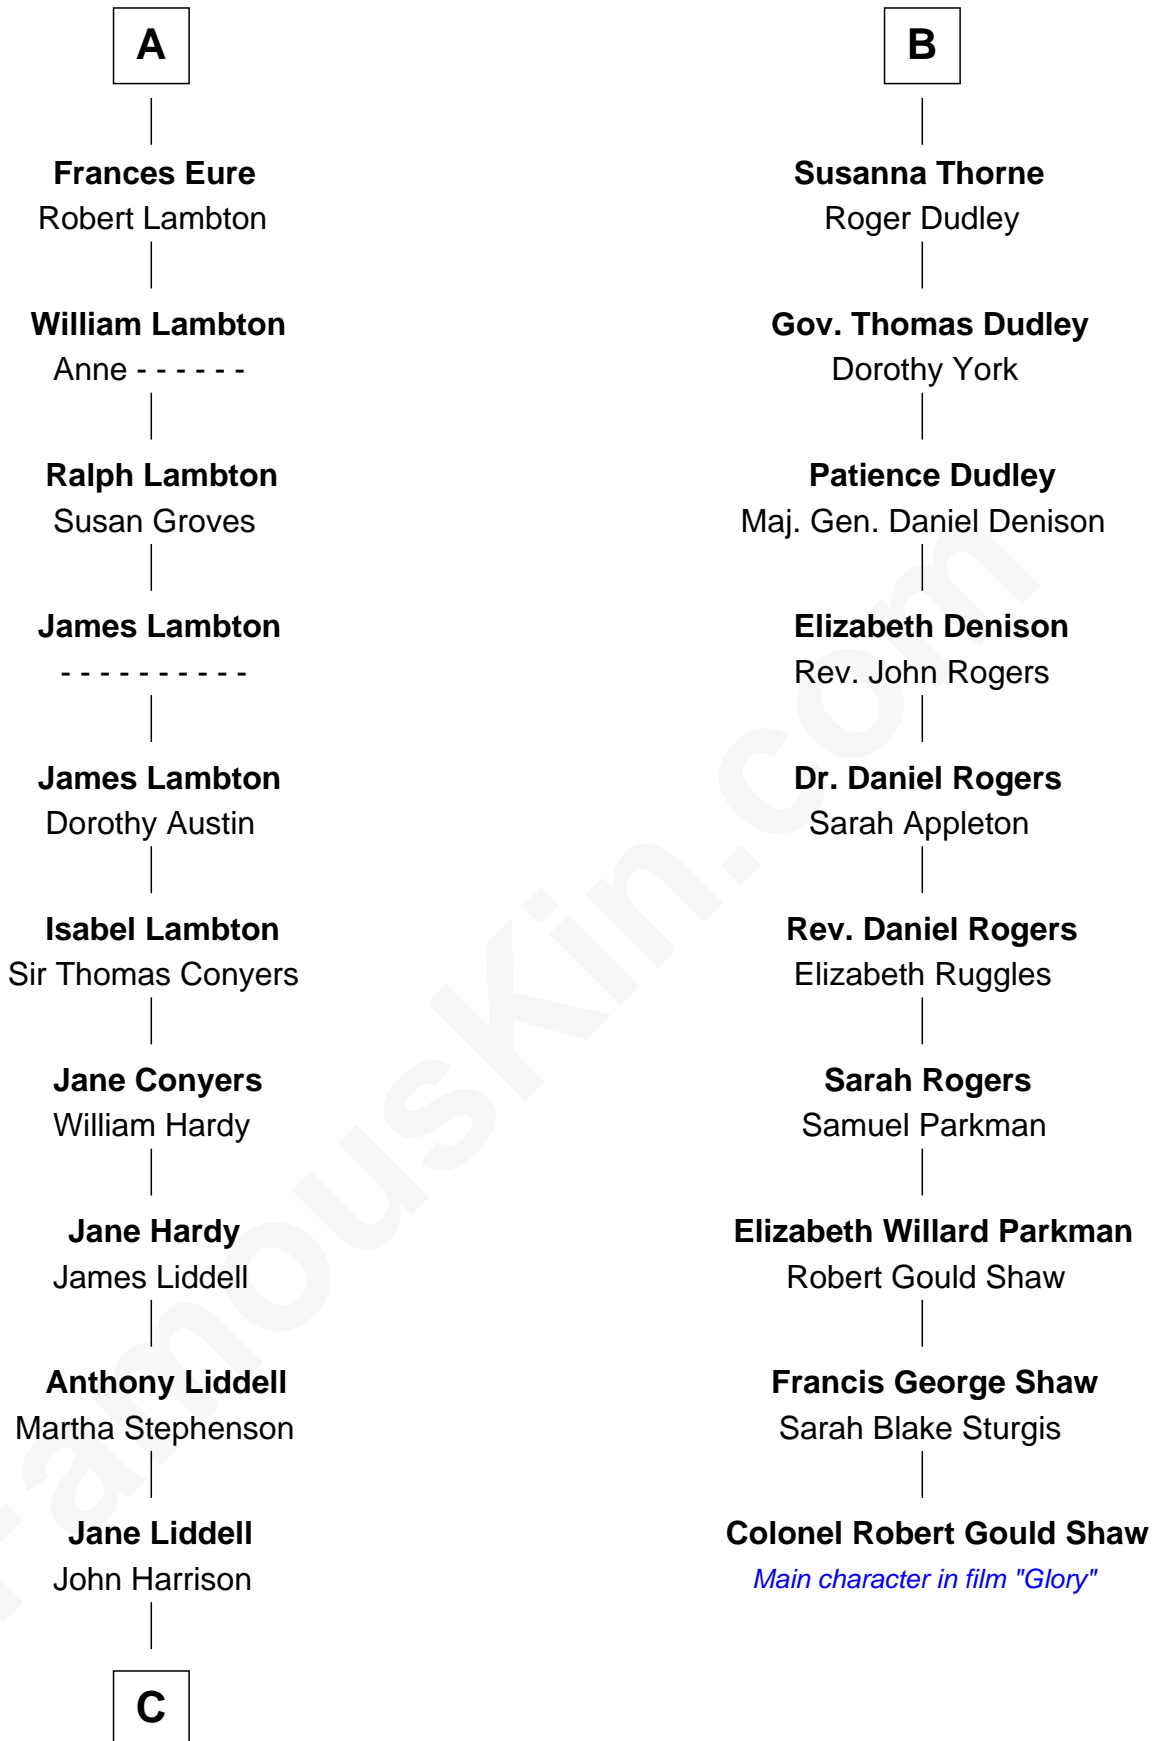 A
Frances Eure
Robert Lambton
William Lambton
Anne - - - - - -
Ralph Lambton
Susan Groves
James Lambton
- - - - - - - - - -
James Lambton
Dorothy Austin
Isabel Lambton
Sir Thomas Conyers
Jane Conyers
William Hardy
Jane Hardy
James Liddell
Anthony Liddell
Martha Stephenson
Jane Liddell
John Harrison
C
B
Susanna Thorne
Roger Dudley
Gov. Thomas Dudley
Dorothy York
Patience Dudley
Maj. Gen. Daniel Denison
Elizabeth Denison
Rev. John Rogers
Dr. Daniel Rogers
Sarah Appleton
Rev. Daniel Rogers
Elizabeth Ruggles
Sarah Rogers
Samuel Parkman
Elizabeth Willard Parkman
Robert Gould Shaw
Francis George Shaw
Sarah Blake Sturgis
Colonel Robert Gould Shaw
Main character in film "Glory"
FamousKin.com